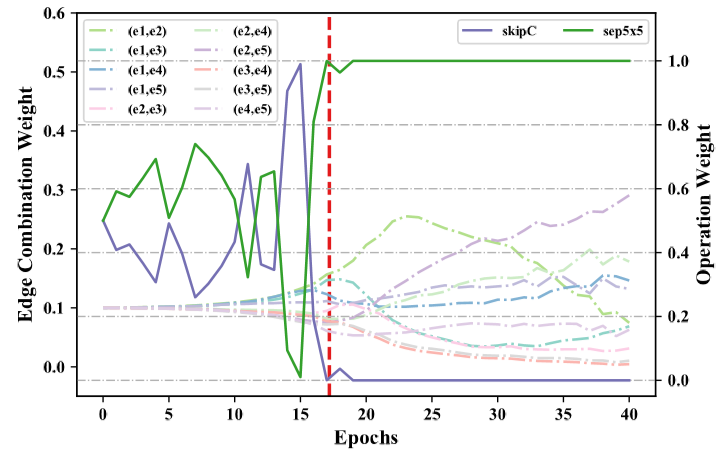 0.6
0.5
0.4
0.3
0.2
0.1
0.0
Edge Combination Weight
(e1,e2)
(e1,e3)
(e1,e4)
(e1,e5)
(e2,e3)
(e2,e4)
(e2,e5)
(e3,e4)
(e3,e5)
(e4,e5)
skipC
sep5x5
1.0
0.8
0.6
0.4
0.2
0.0
Operation Weight
0 5 10 15 20 25 30 35 40
Epochs